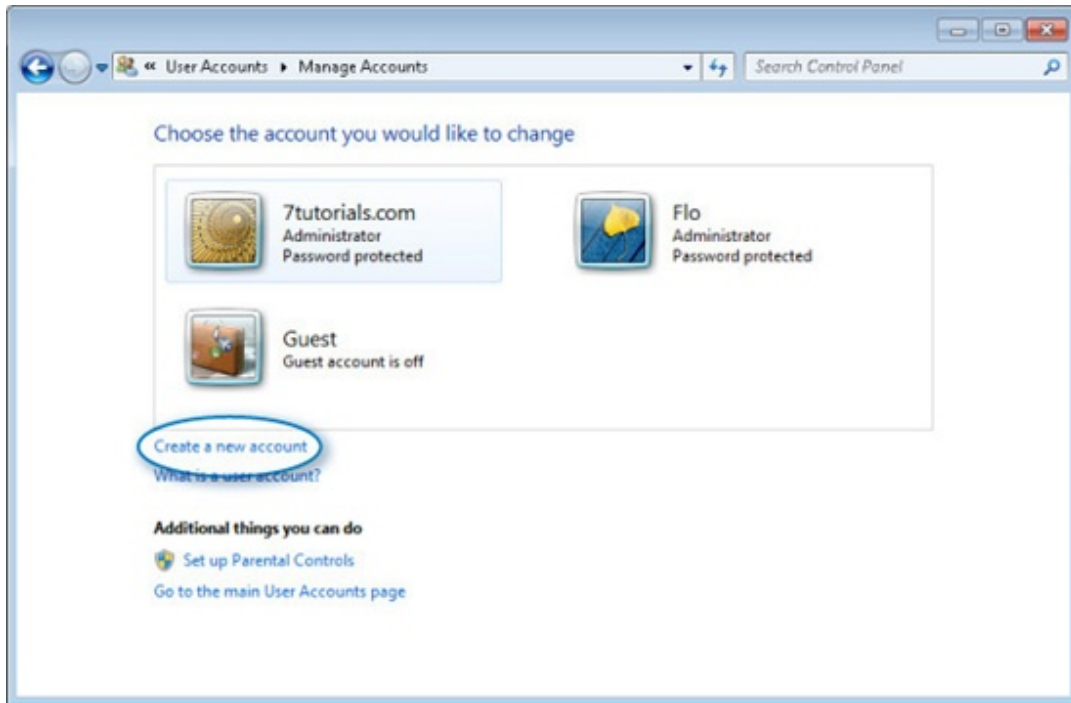 « User Accounts ▸ Manage Accounts Search Control Panel
Choose the account you would like to change
7tutorials.com
Administrator
Password protected
Flo
Administrator
Password protected
Guest
Guest account is off
Create a new account
What is a user account?
Additional things you can do
Set up Parental Controls
Go to the main User Accounts page